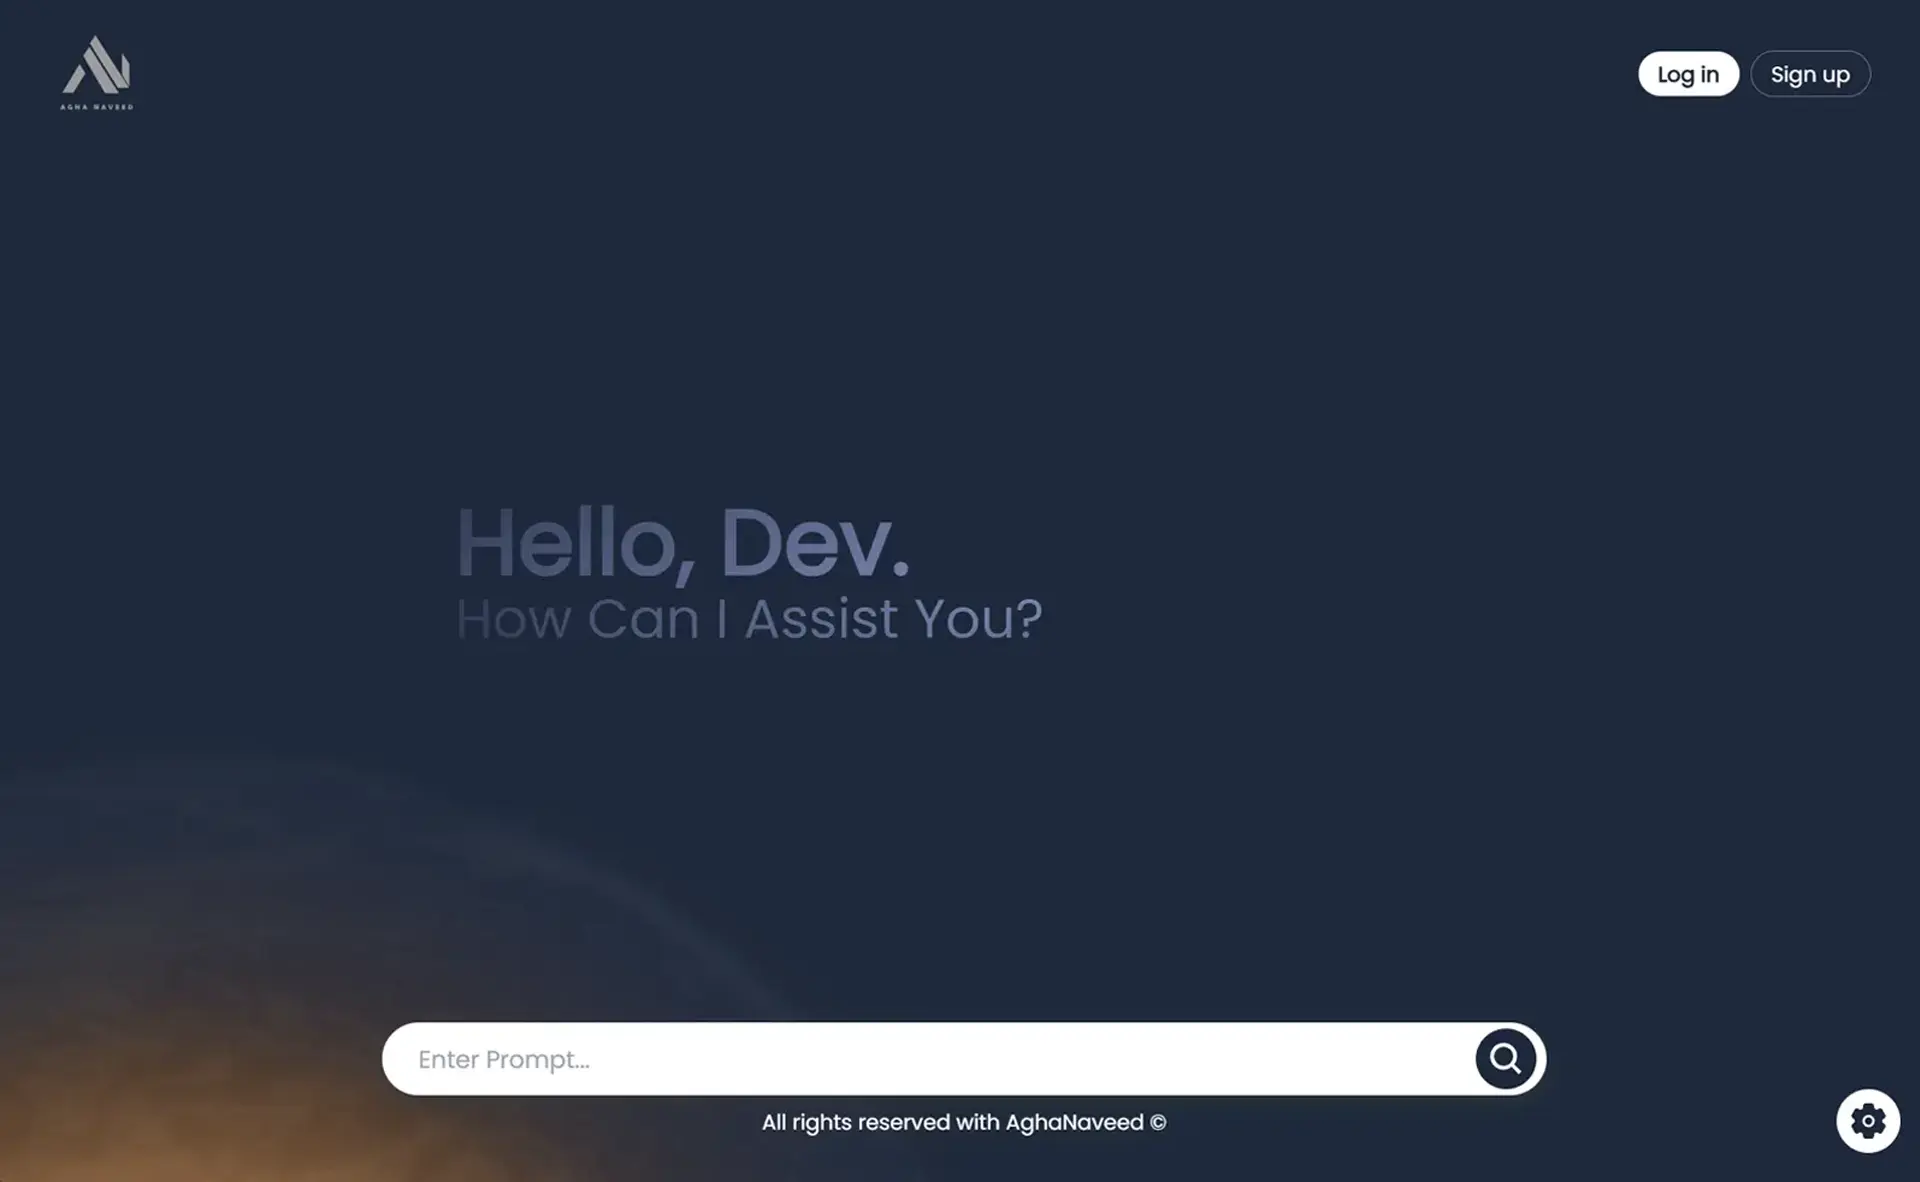 AGHA NAVEED
Log in
Sign up
Hello, Dev.
How Can I Assist You?
Enter Prompt...
All rights reserved with AghaNaveed ©